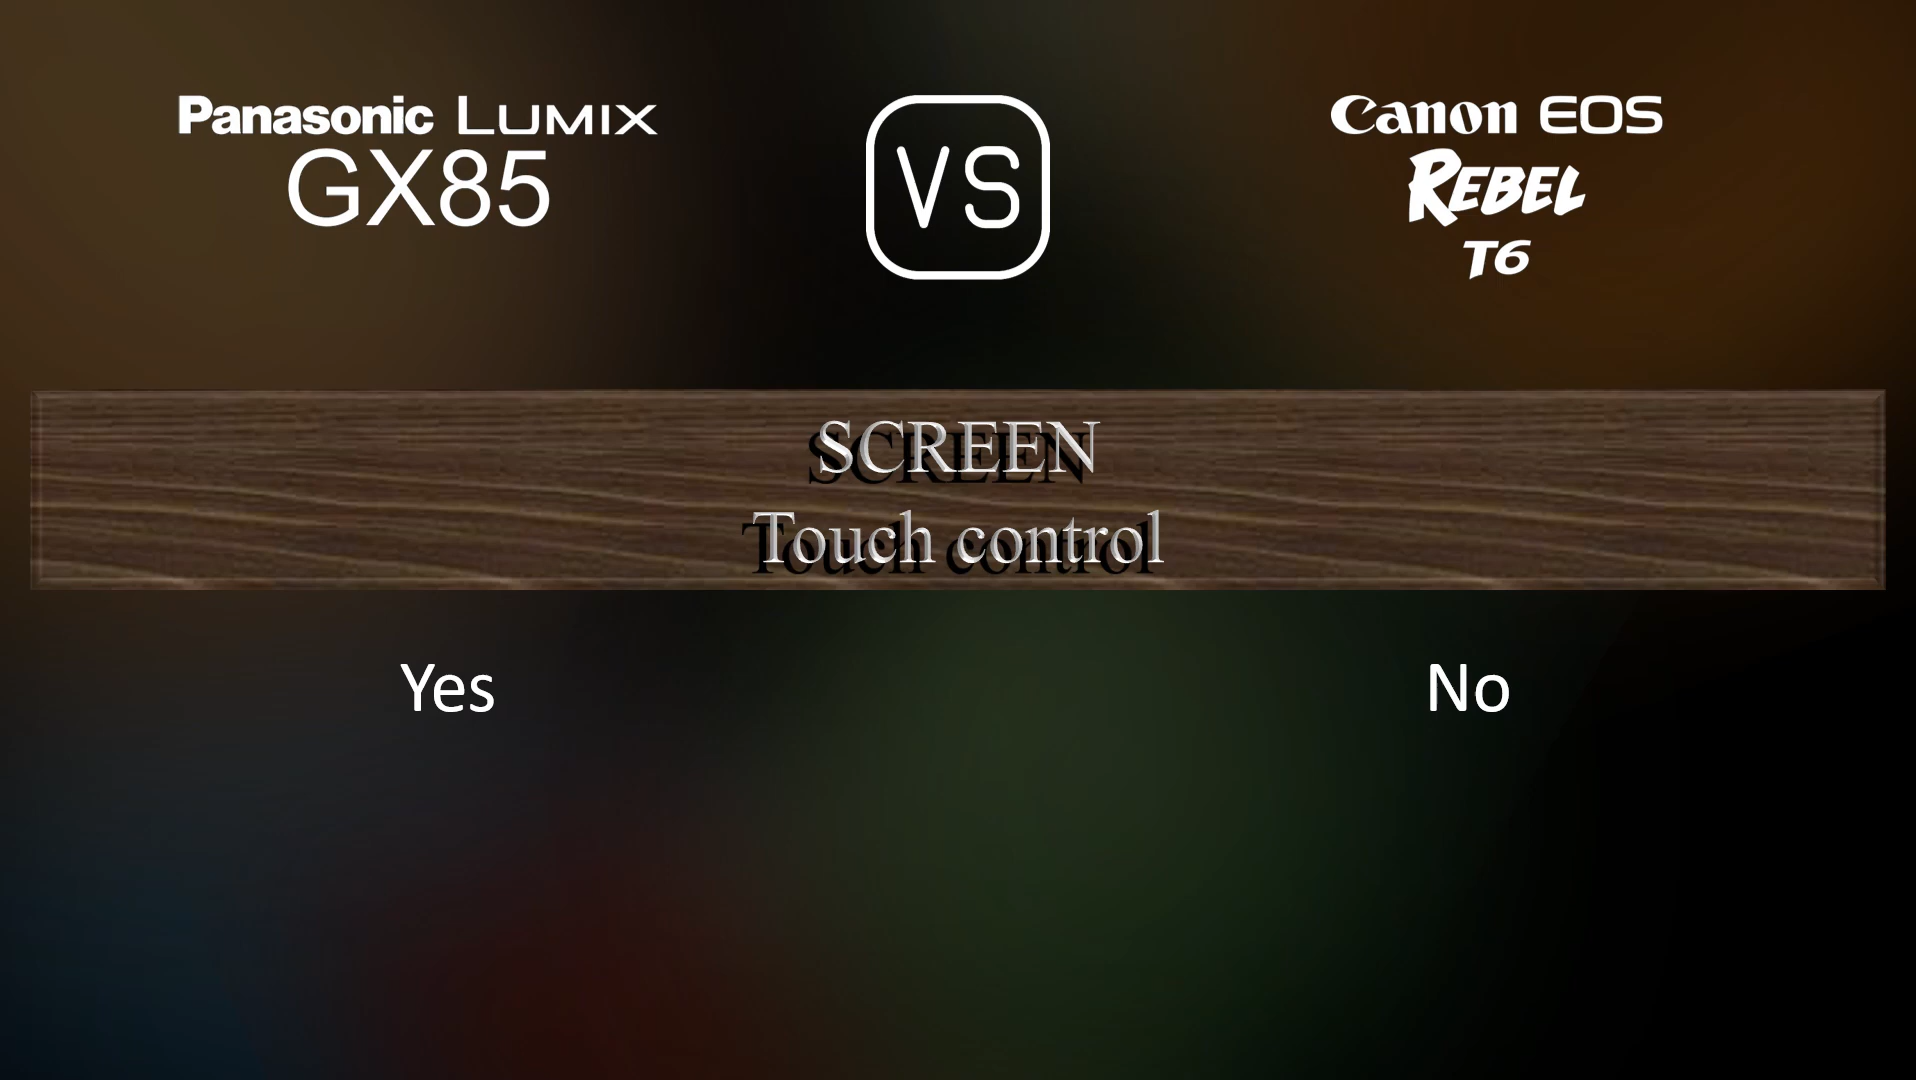 Panasonic LUMIX
GX85
VS
Canon EOS
REBEL
T6
SCREEN
Touch control
Yes
No